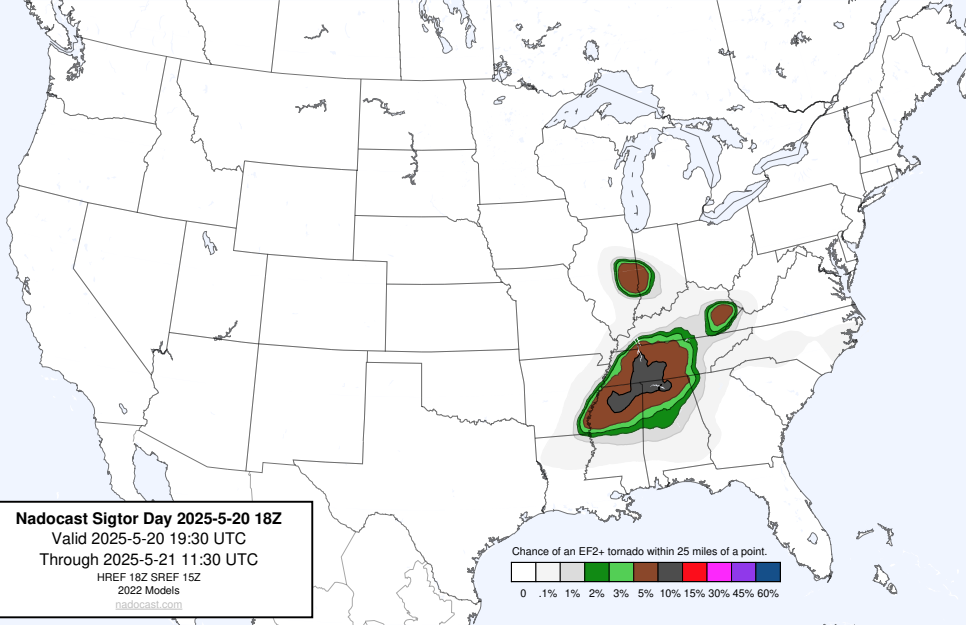 Nadocast Sigtor Day 2025-5-20 18Z
Valid 2025-5-20 19:30 UTC
Through 2025-5-21 11:30 UTC
HREF 18Z SREF 15Z
2022 Models
nadocast.com
Chance of an EF2+ tornado within 25 miles of a point.
0 .1% 1% 2% 3% 5% 10% 15% 30% 45% 60%